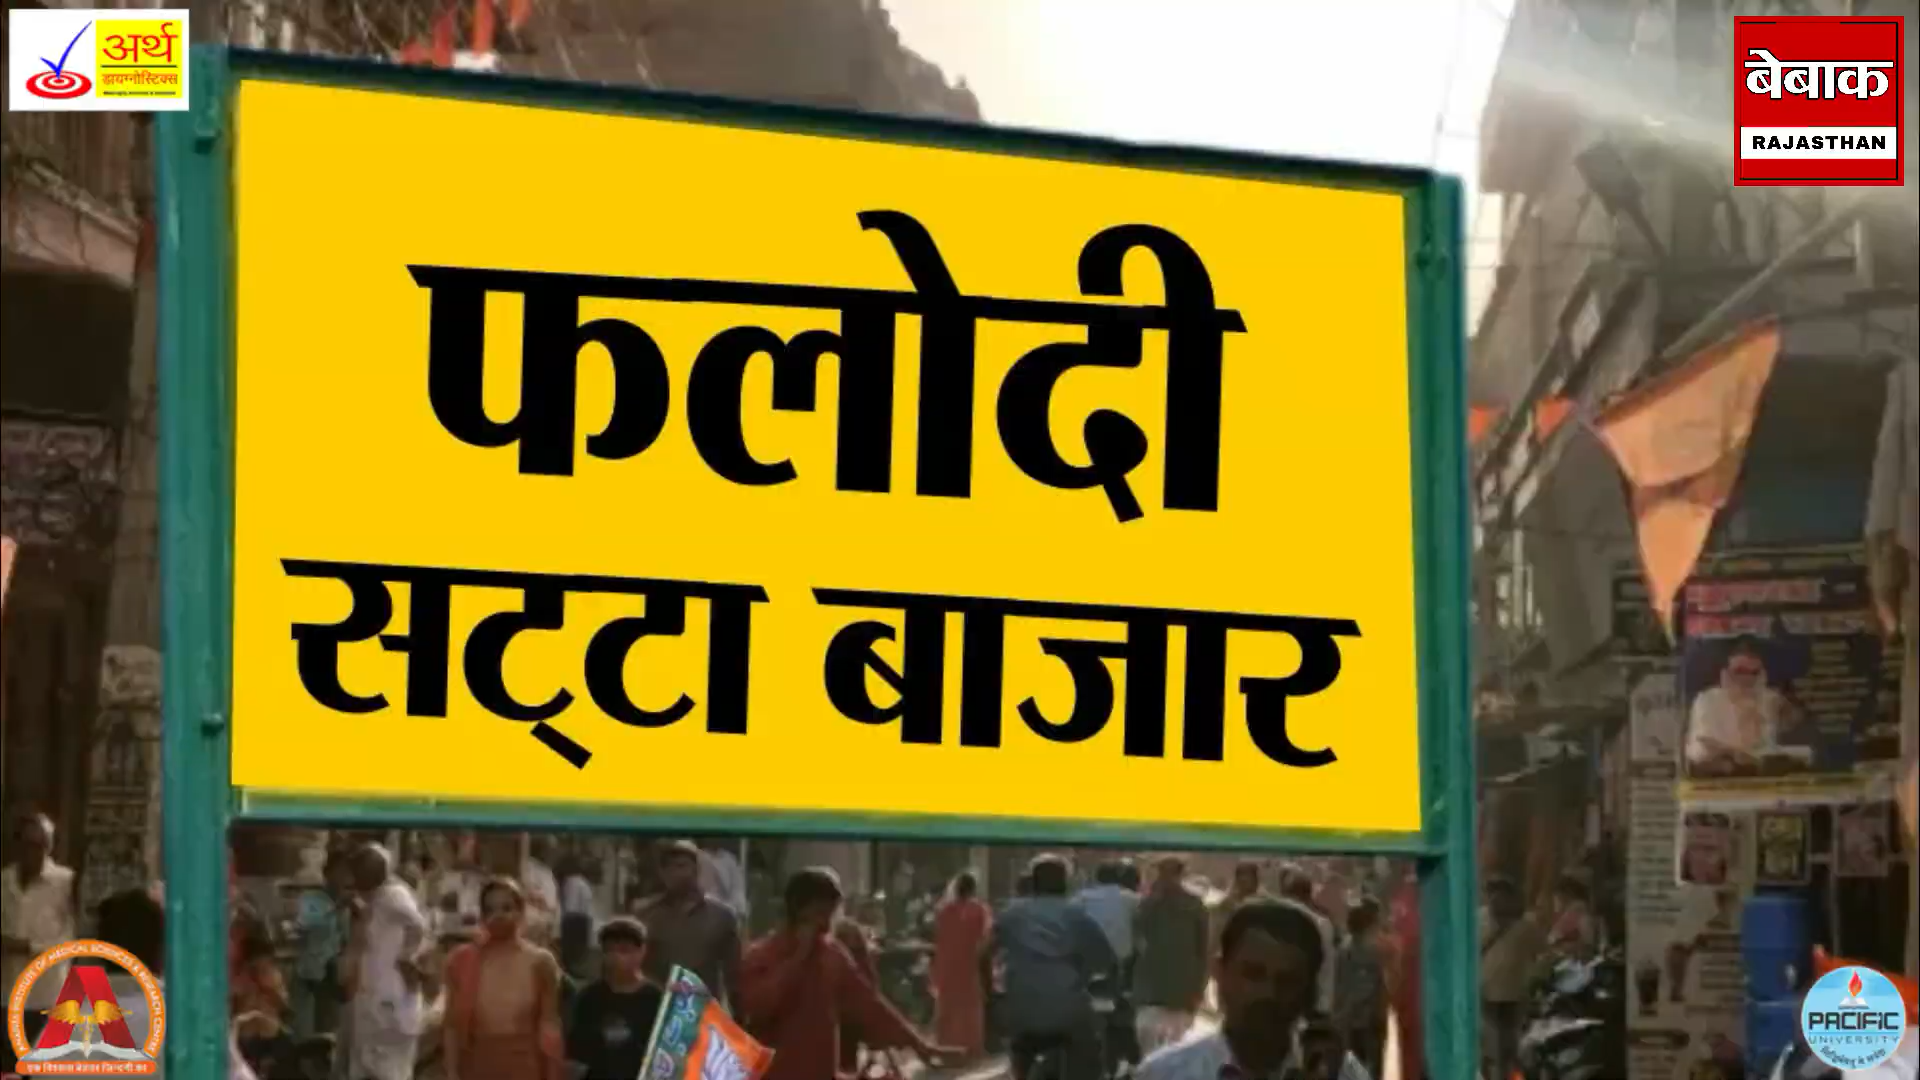 अर्थ
डायग्नोस्टिक्स
बेबाक
RAJASTHAN
फलोदी
सट्टा बाजार
PACIFIC
UNIVERSITY